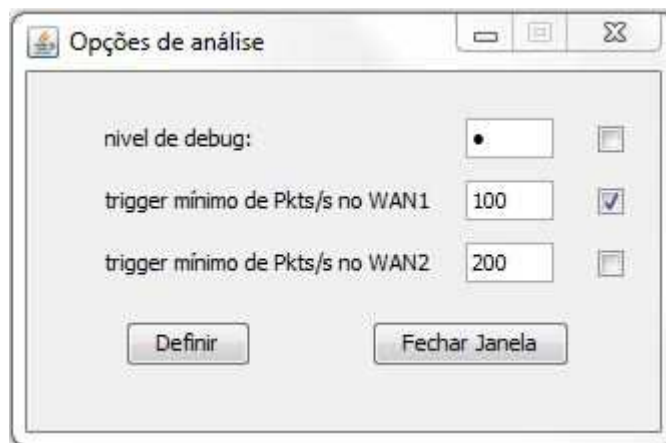 Opções de análise
nivel de debug: •
trigger mínimo de Pkts/s no WAN1 100
trigger mínimo de Pkts/s no WAN2 200
Definir Fechar Janela